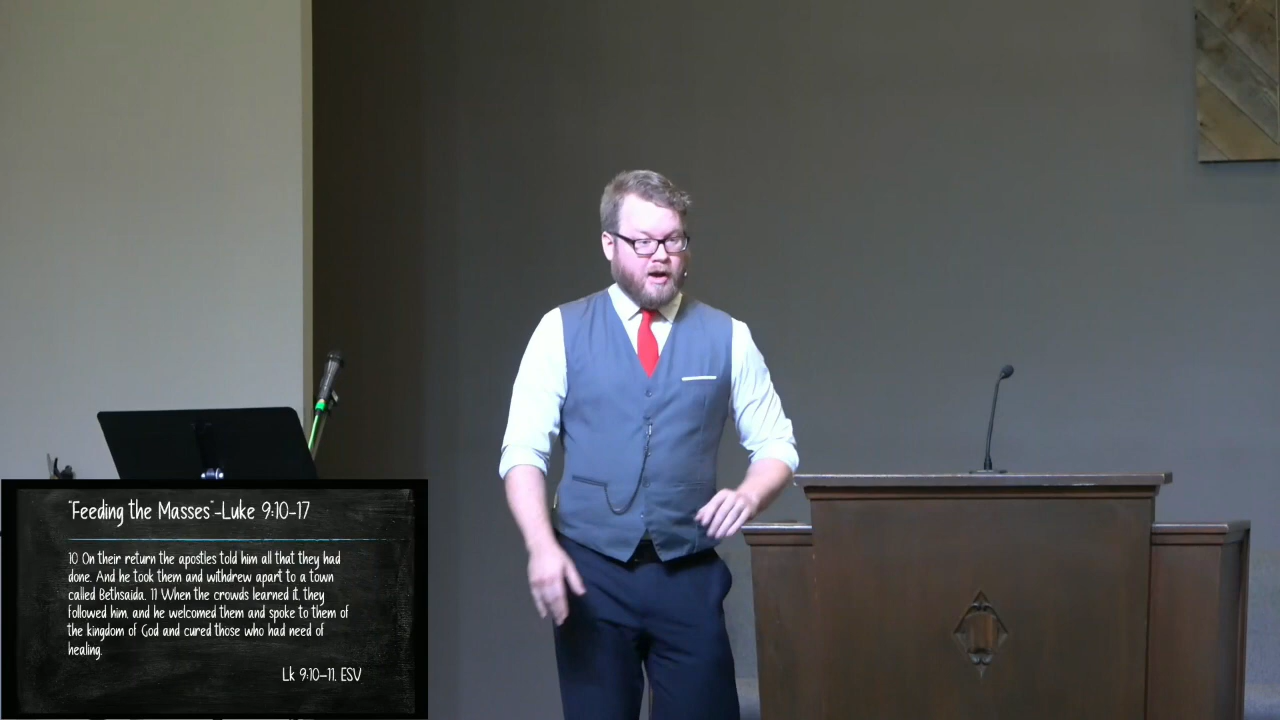 "Feeding the Masses"-Luke 9:10-17
10 On their return the apostles told him all that they had
done. And he took them and withdrew apart to a town
called Bethsaida. 11 When the crowds learned it, they
followed him, and he welcomed them and spoke to them of
the kingdom of God and cured those who had need of
healing.
Lk 9:10-11, ESV